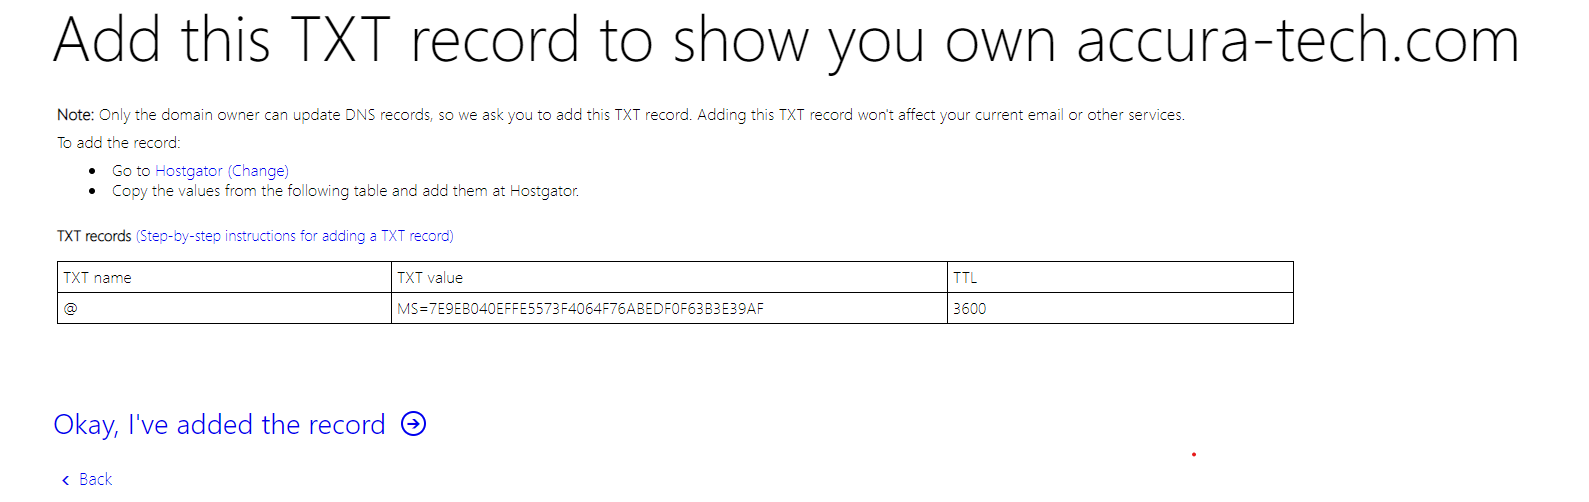 Add this TXT record to show you own accura-tech.com
Note: Only the domain owner can update DNS records, so we ask you to add this TXT record. Adding this TXT record won't affect your current email or other services.
To add the record:
Go to Hostgator (Change)
Copy the values from the following table and add them at Hostgator.
TXT records (Step-by-step instructions for adding a TXT record)
TXT name TXT value TTL
@ MS=7E9EB040EFFE5573F4064F76ABEDF0F63B3E39AF 3600
Okay, I've added the record
Back